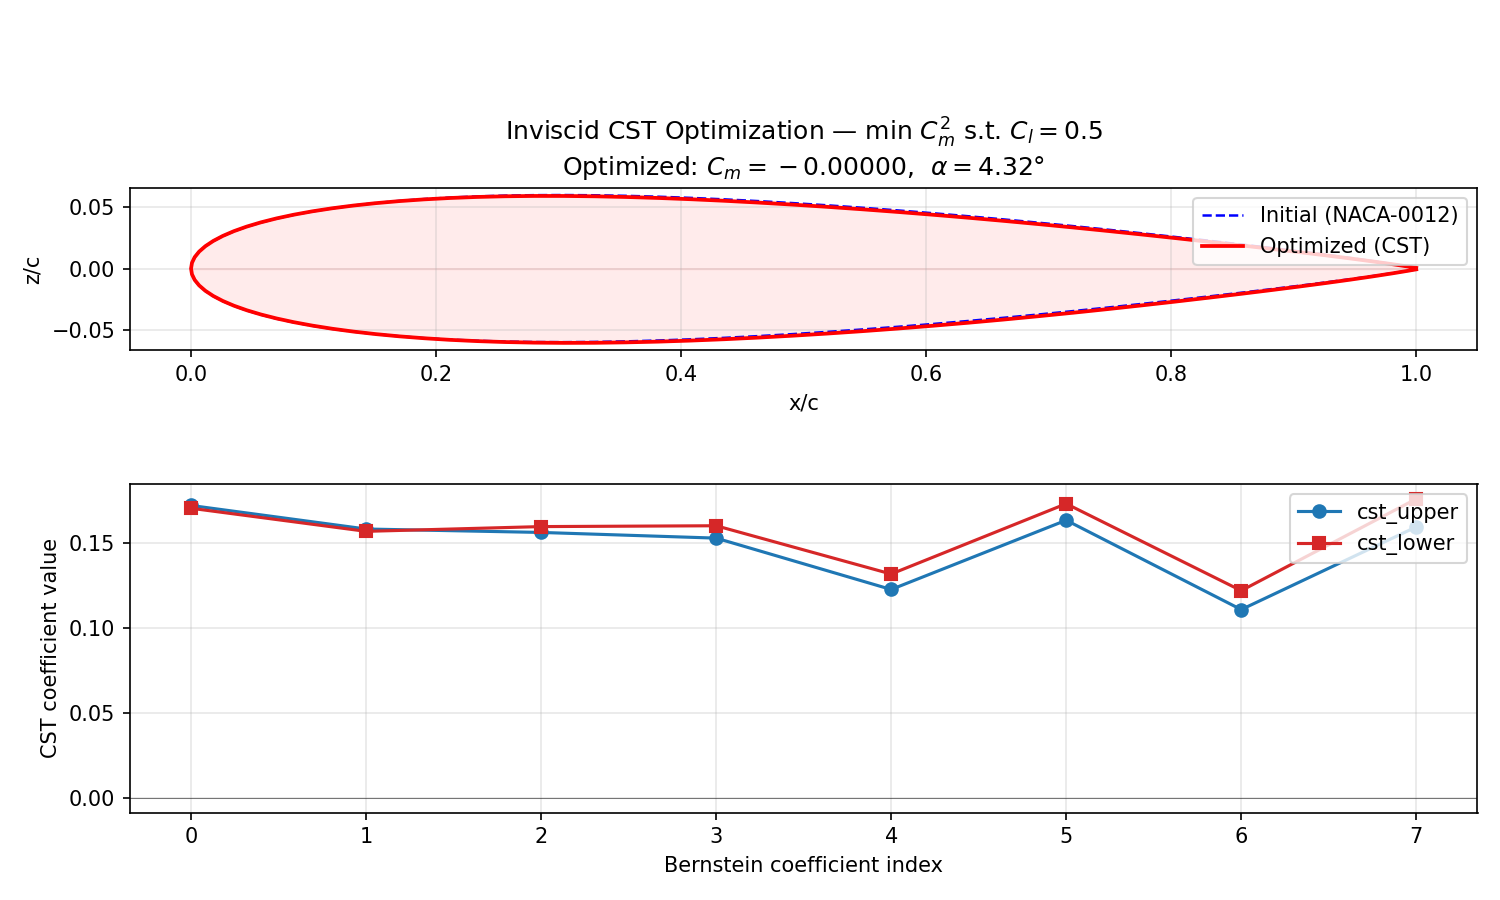 Inviscid CST Optimization — min $C_m^2$ s.t. $C_l = 0.5$
Optimized: $C_m = -0.00000$, $\alpha = 4.32°$
z/c
0.05
0.00
−0.05
Initial (NACA-0012)
Optimized (CST)
0.0 0.2 0.4 0.6 0.8 1.0
x/c
CST coefficient value
0.15
0.10
0.05
0.00
cst_upper
cst_lower
0 1 2 3 4 5 6 7
Bernstein coefficient index